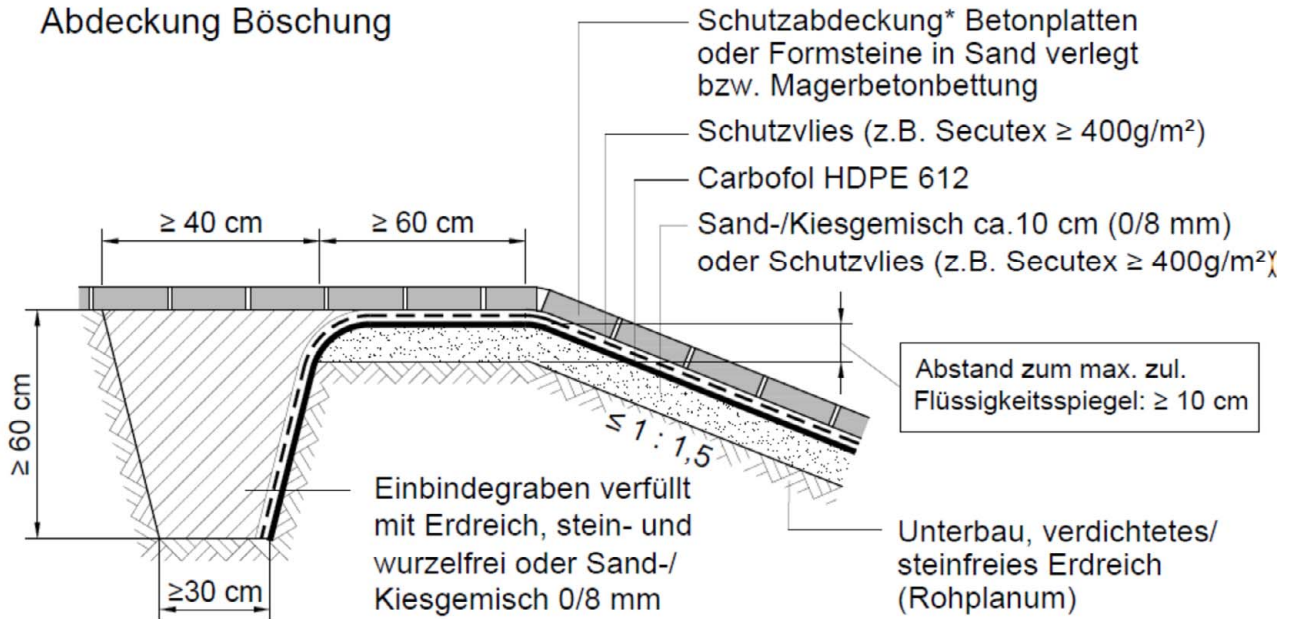 Abdeckung Böschung
Schutzabdeckung* Betonplatten
oder Formsteine in Sand verlegt
bzw. Magerbetonbettung
Schutzvlies (z.B. Secutex ≥ 400g/m²)
Carbofol HDPE 612
Sand-/Kiesgemisch ca.10 cm (0/8 mm)
oder Schutzvlies (z.B. Secutex ≥ 400g/m²)
≥ 40 cm
≥ 60 cm
Abstand zum max. zul.
Flüssigkeitsspiegel: ≥ 10 cm
≥ 60 cm
≤ 1 : 1,5
Einbindegraben verfüllt
mit Erdreich, stein- und
wurzelfrei oder Sand-/
Kiesgemisch 0/8 mm
Unterbau, verdichtetes/
steinfreies Erdreich
(Rohplanum)
≥30 cm